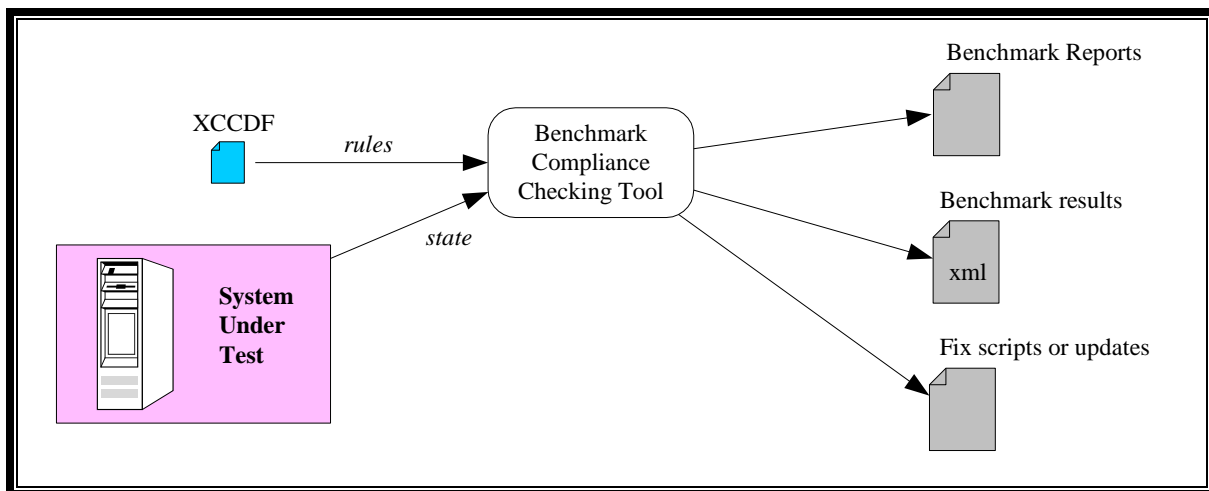 XCCDF
rules
state
System
Under
Test
Benchmark
Compliance
Checking Tool
Benchmark Reports
Benchmark results
xml
Fix scripts or updates